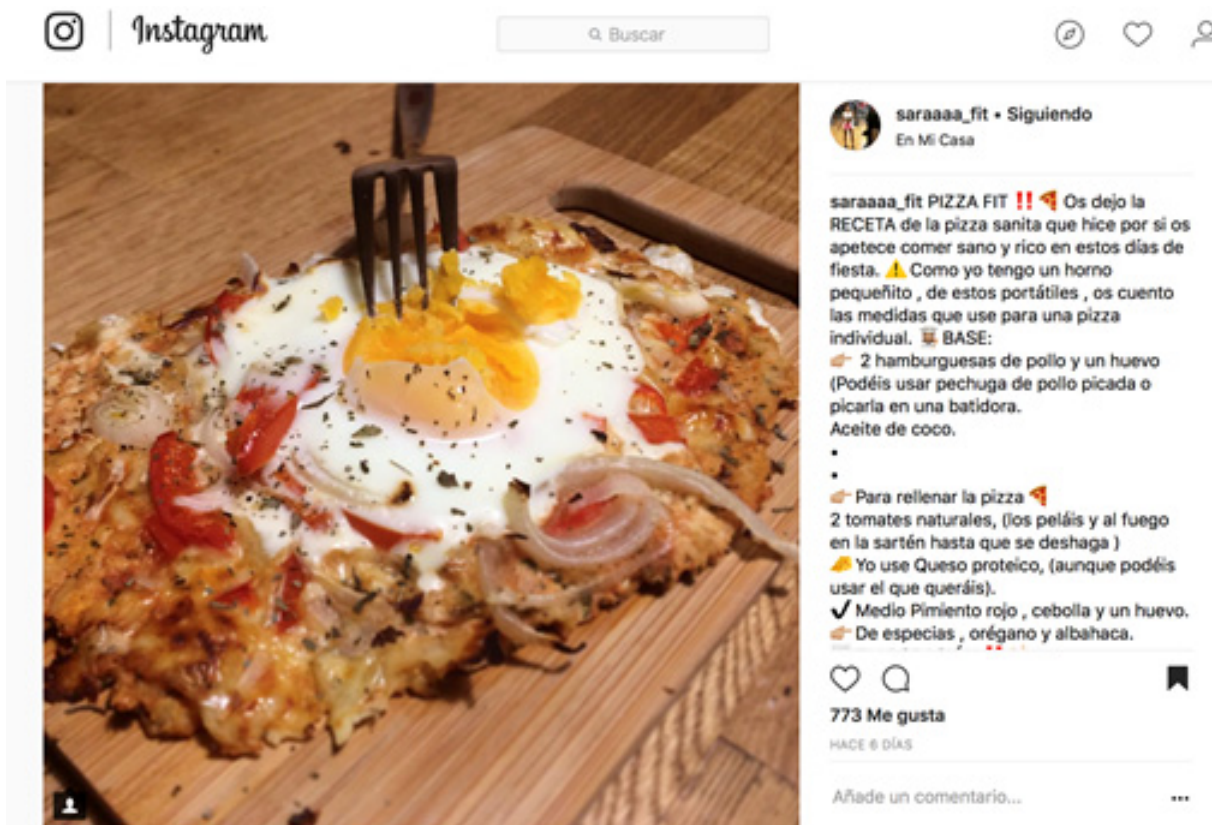 Instagram
Buscar
saraaaa_fit • Siguiendo
En Mi Casa
saraaaa_fit PIZZA FIT ‼️ 🍕 Os dejo la
RECETA de la pizza sanita que hice por si os
apetece comer sano y rico en estos días de
fiesta. ⚠️ Como yo tengo un horno
pequeñito , de estos portátiles , os cuento
las medidas que use para una pizza
individual. BASE:
👉🏼 2 hamburguesas de pollo y un huevo
(Podéis usar pechuga de pollo picada o
picarla en una batidora.
Aceite de coco.
•
•
👉🏼 Para rellenar la pizza 🍕
2 tomates naturales, (los peláis y al fuego
en la sartén hasta que se deshaga )
🧀 Yo use Queso proteico, (aunque podéis
usar el que queráis).
✔️ Medio Pimiento rojo , cebolla y un huevo.
👉🏼 De especias , orégano y albahaca.
773 Me gusta
HACE 6 DÍAS
Añade un comentario...